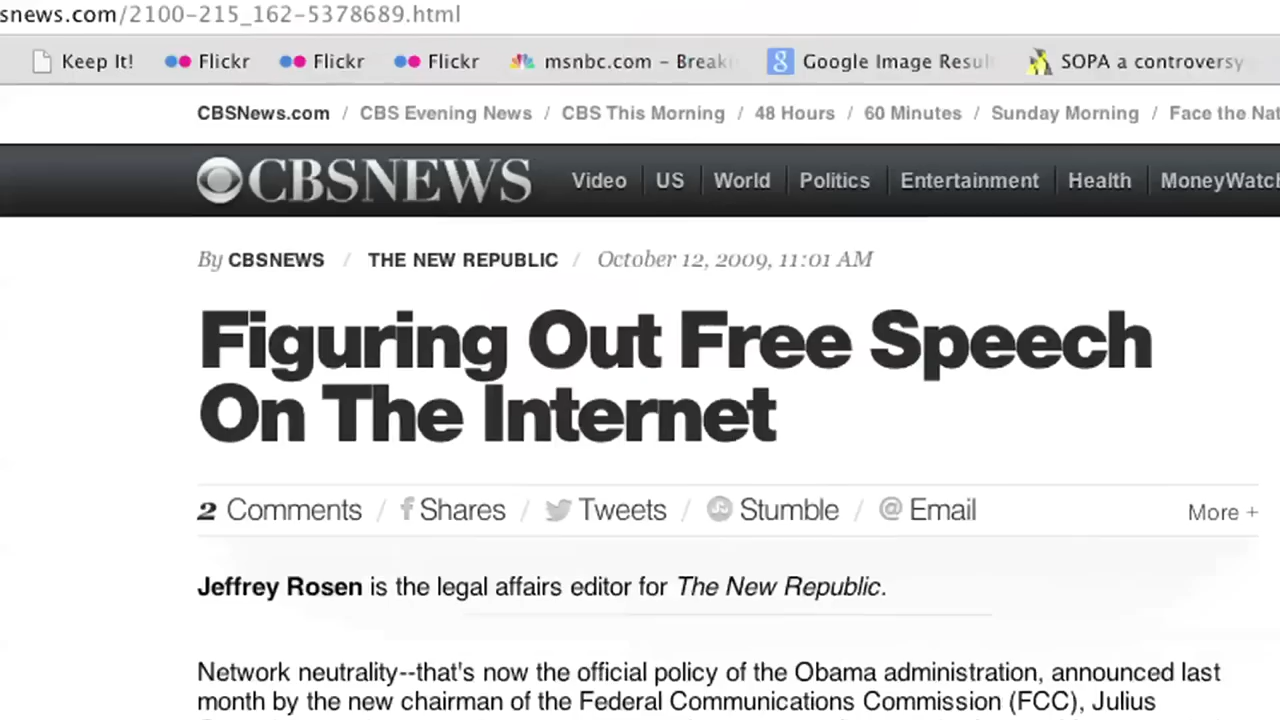 snews.com/2100-215_162-5378689.html
Keep It! Flickr Flickr Flickr msnbc.com – Break Google Image Resul SOPA a controversy
CBSNews.com / CBS Evening News / CBS This Morning / 48 Hours / 60 Minutes / Sunday Morning / Face the Nat
CBSNEWS Video US World Politics Entertainment Health MoneyWatch
By CBSNEWS / THE NEW REPUBLIC / October 12, 2009, 11:01 AM
Figuring Out Free Speech
On The Internet
2 Comments / f Shares / Tweets / Stumble / @ Email More +
Jeffrey Rosen is the legal affairs editor for The New Republic.
Network neutrality--that's now the official policy of the Obama administration, announced last
month by the new chairman of the Federal Communications Commission (FCC), Julius